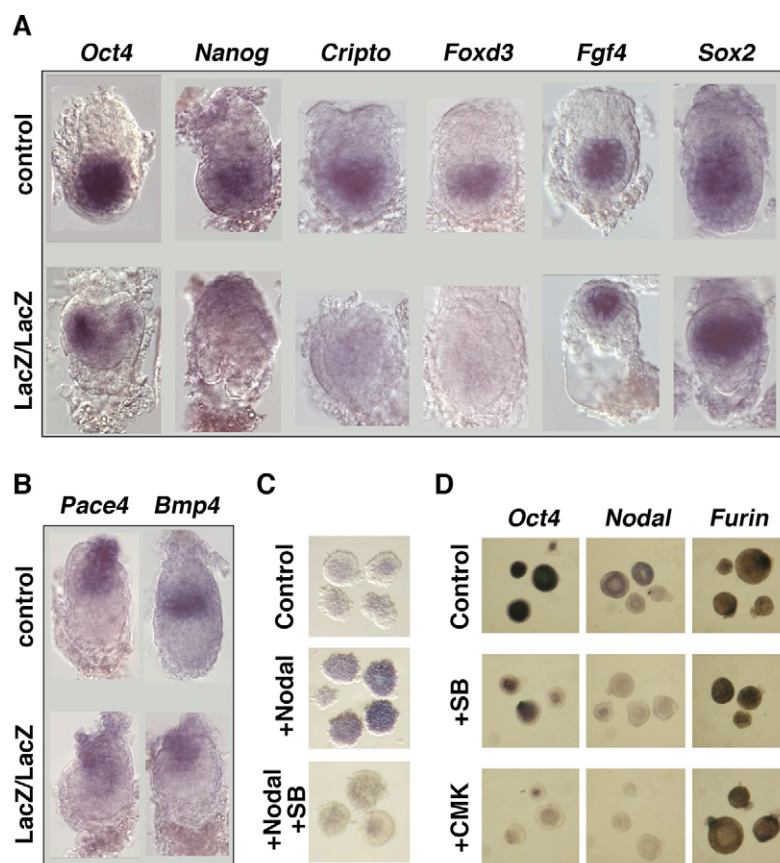 A
Oct4 Nanog Cripto Foxd3 Fgf4 Sox2
control
LacZ/LacZ
B
Pace4 Bmp4
control
LacZ/LacZ
C
Control
+Nodal
+Nodal
+SB
D
Oct4 Nodal Furin
Control
+SB
+CMK